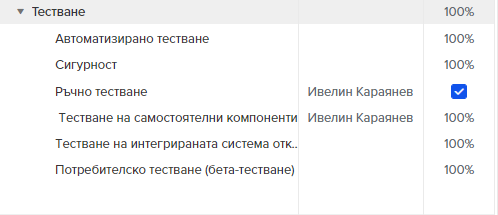 Тестване 100%
Автоматизирано тестване 100%
Сигурност 100%
Ръчно тестване Ивелин Караянев
Тестване на самостоятелни компоненти Ивелин Караянев 100%
Тестване на интегрираната система отк.. 100%
Потребителско тестване (бета-тестване) 100%